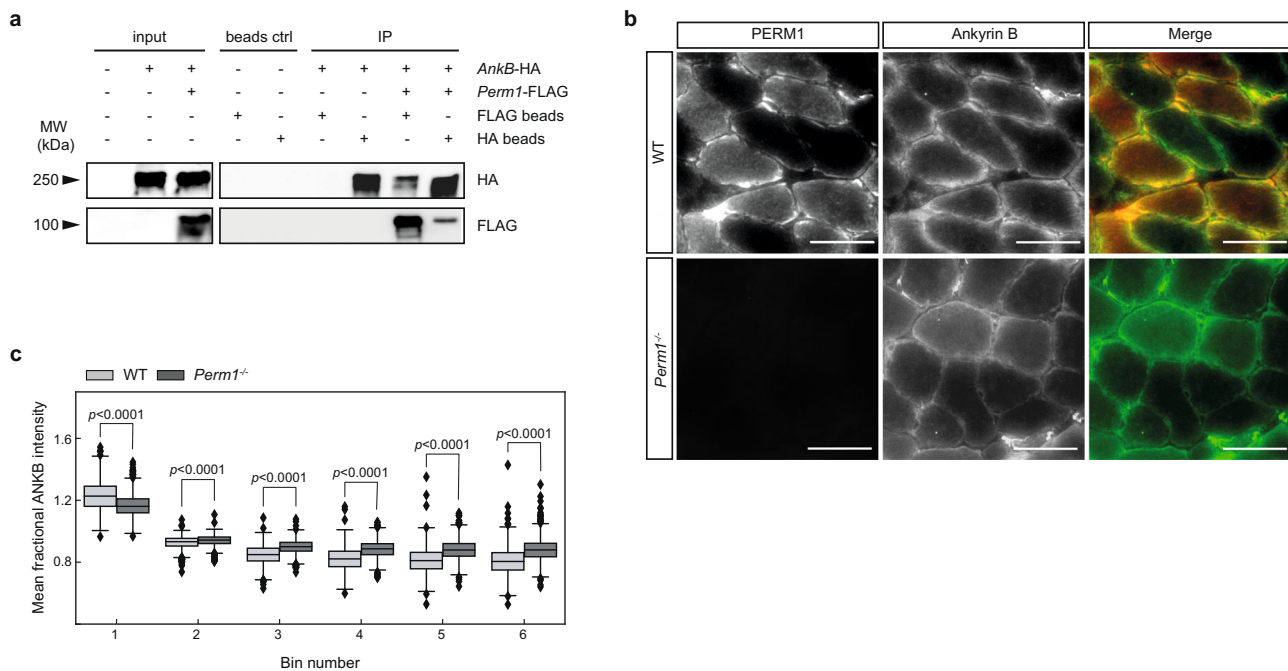 a
input beads ctrl IP
- + + - - + + + + AnkB-HA
- - + - - - - + + Perm1-FLAG
- - - + - + - + - FLAG beads
- - - - + - + - + HA beads
MW
(kDa)
250 HA
100 FLAG
b
PERM1 Ankyrin B Merge
WT
Perm1-/-
c
WT Perm1-/-
Mean fractional ANKB intensity
1.6
1.2
0.8
p<0.0001
p<0.0001
p<0.0001
p<0.0001
p<0.0001
p<0.0001
1 2 3 4 5 6
Bin number